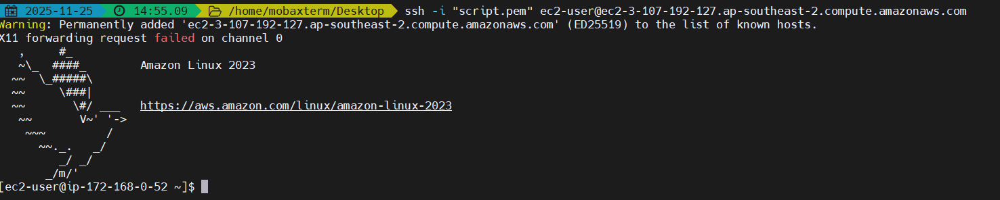 2025-11-25 14:55.09 /home/mobaxterm/Desktop ssh -i "script.pem" ec2-user@ec2-3-107-192-127.ap-southeast-2.compute.amazonaws.com
Warning: Permanently added 'ec2-3-107-192-127.ap-southeast-2.compute.amazonaws.com' (ED25519) to the list of known hosts.
X11 forwarding request failed on channel 0
   ,     #_
   ~\_  ####_        Amazon Linux 2023
  ~~  \_#####\
  ~~     \###|
  ~~       \#/ ___   https://aws.amazon.com/linux/amazon-linux-2023
   ~~       V~' '->
    ~~~         /
      ~~._.   _/
         _/ _/
       _/m/'
[ec2-user@ip-172-168-0-52 ~]$